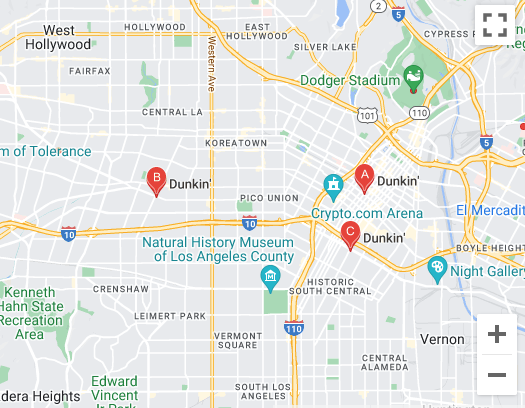 West
Hollywood
HOLLYWOOD
EAST
HOLLYWOOD
2
5
CYPRESS P
Reg
SILVER LAKE
FAIRFAX
Western Ave
Dodger Stadium
CENTRAL LA
101
110
KOREATOWN
5
m of Tolerance
B
Dunkin'
A
Dunkin'
PICO UNION
Crypto.com Arena
El Mercadit
10
10
C
Dunkin'
Natural History Museum
of Los Angeles County
BOYLE HEIGHT
Night Gallery
Kenneth
Hahn State
Recreation
Area
CRENSHAW
HISTORIC
SOUTH CENTRAL
LEIMERT PARK
110
VERMONT
SQUARE
Vernon
CENTRAL
ALAMEDA
dera Heights
Edward
Vincent
Jr Park
SOUTH LOS
ANGELES
+
−